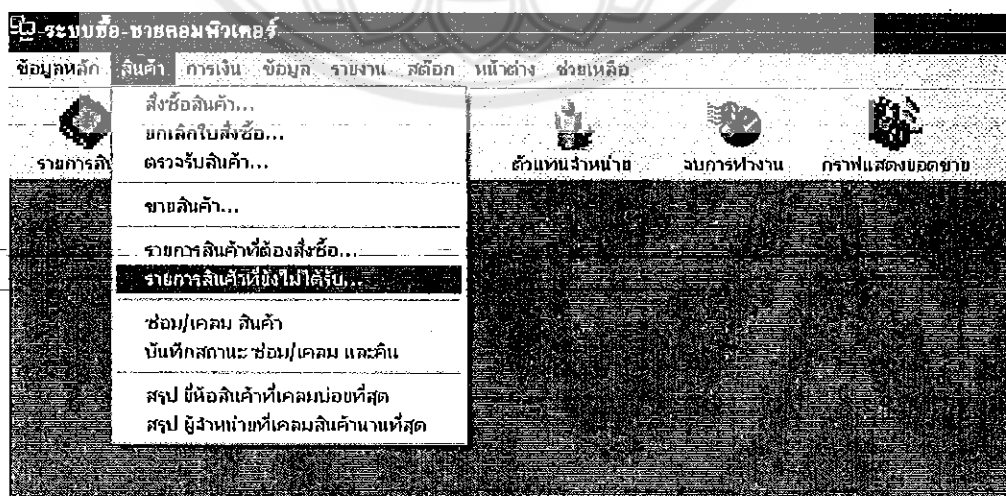 ระบบซื้อ-ขายคอมพิวเตอร์
ข้อมูลหลัก สินค้า การเงิน ข้อมูล รายงาน สต๊อก หน้าต่าง ช่วยเหลือ
สั่งซื้อสินค้า...
ยกเลิกใบสั่งซื้อ...
ตรวจรับสินค้า...
ขายสินค้า...
รายการสินค้าที่ต้องสั่งซื้อ...
รายการสินค้าที่ยังไม่ได้รับ...
ซ่อม/เคลม สินค้า
บันทึกสถานะ ซ่อม/เคลม และคืน
สรุป ยี่ห้อสินค้าที่เคลมบ่อยที่สุด
สรุป ผู้จำหน่ายที่เคลมสินค้านานที่สุด
รายการสิน
ตัวแทนจำหน่าย
จบการทำงาน
กราฟแสดงยอดขาย